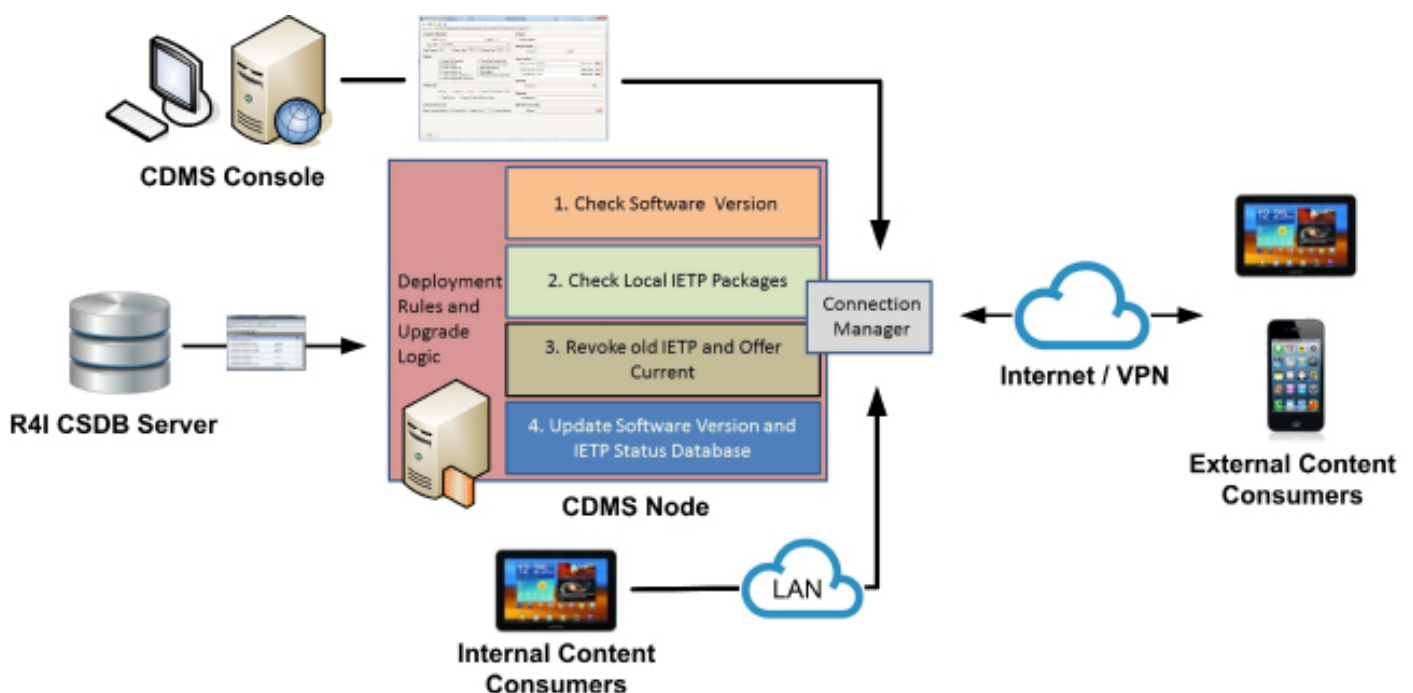 CDMS Console
1. Check Software Version
Deployment
Rules and
Upgrade
Logic
2. Check Local IETP Packages
3. Revoke old IETP and Offer
Current
4. Update Software Version and
IETP Status Database
Connection
Manager
R4I CSDB Server
CDMS Node
Internet / VPN
External Content
Consumers
LAN
Internal Content
Consumers